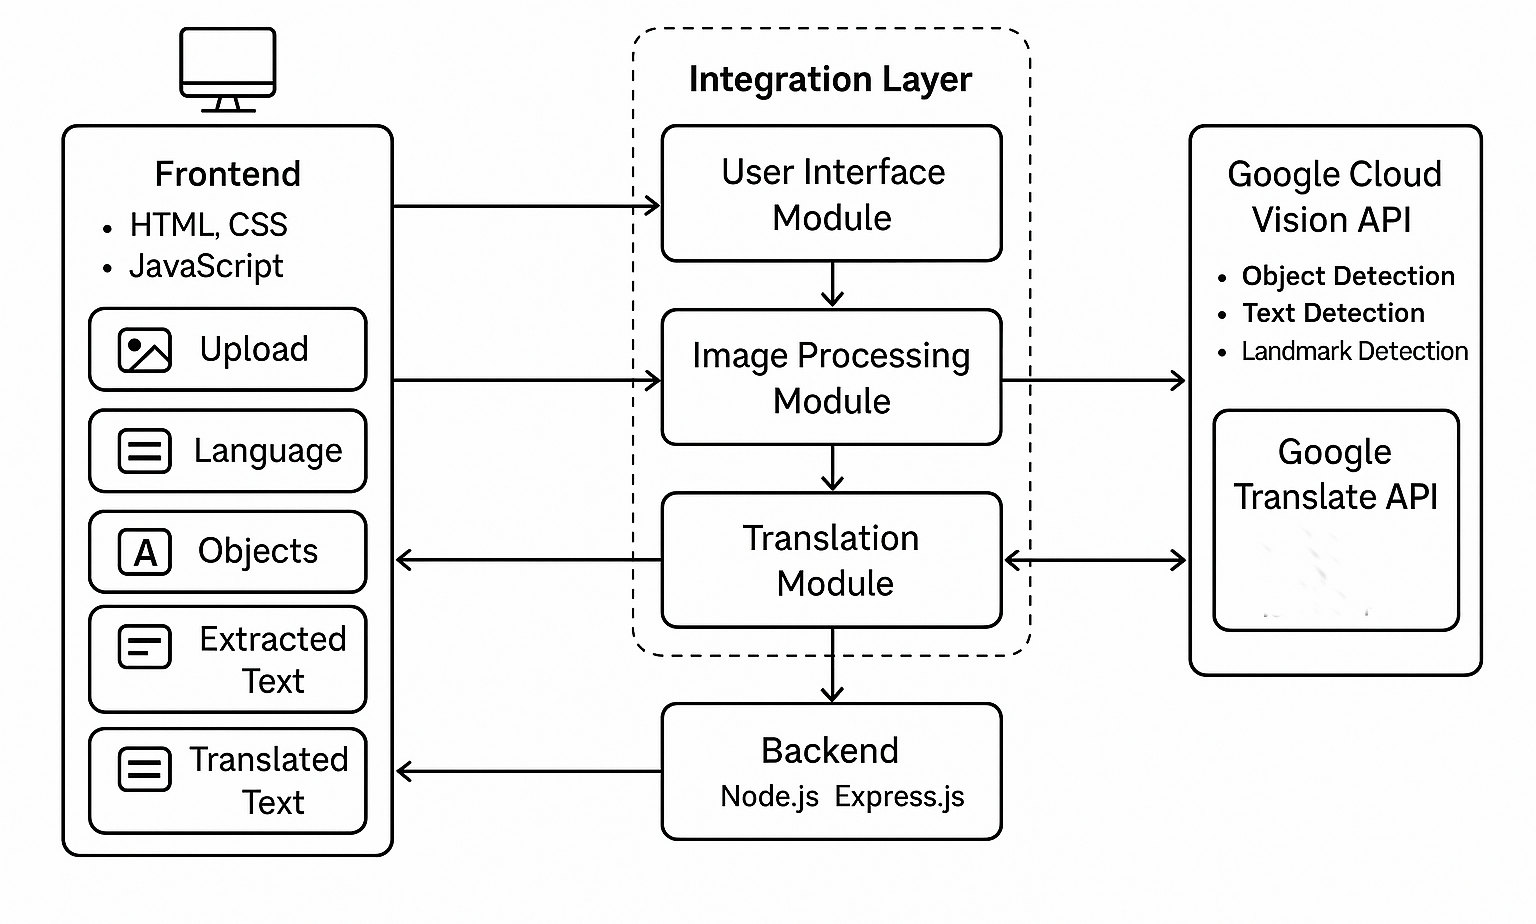 Frontend
• HTML, CSS
• JavaScript
Upload
Language
A Objects
Extracted
Text
Translated
Text
Integration Layer
User Interface
Module
Image Processing
Module
Translation
Module
Backend
Node.js Express.js
Google Cloud
Vision API
• Object Detection
• Text Detection
• Landmark Detection
Google
Translate API